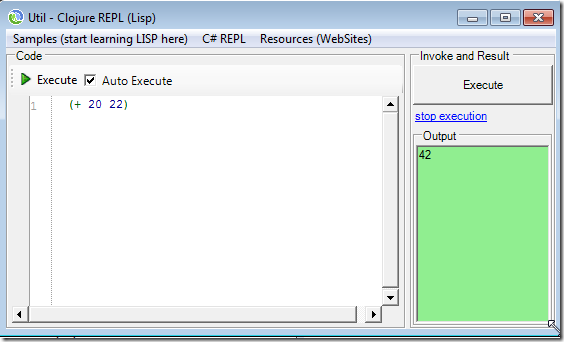 Util - Clojure REPL (Lisp)
Samples (start learning LISP here) C# REPL Resources (WebSites)
Code
Execute Auto Execute
1 (+ 20 22)
Invoke and Result
Execute
stop execution
Output
42